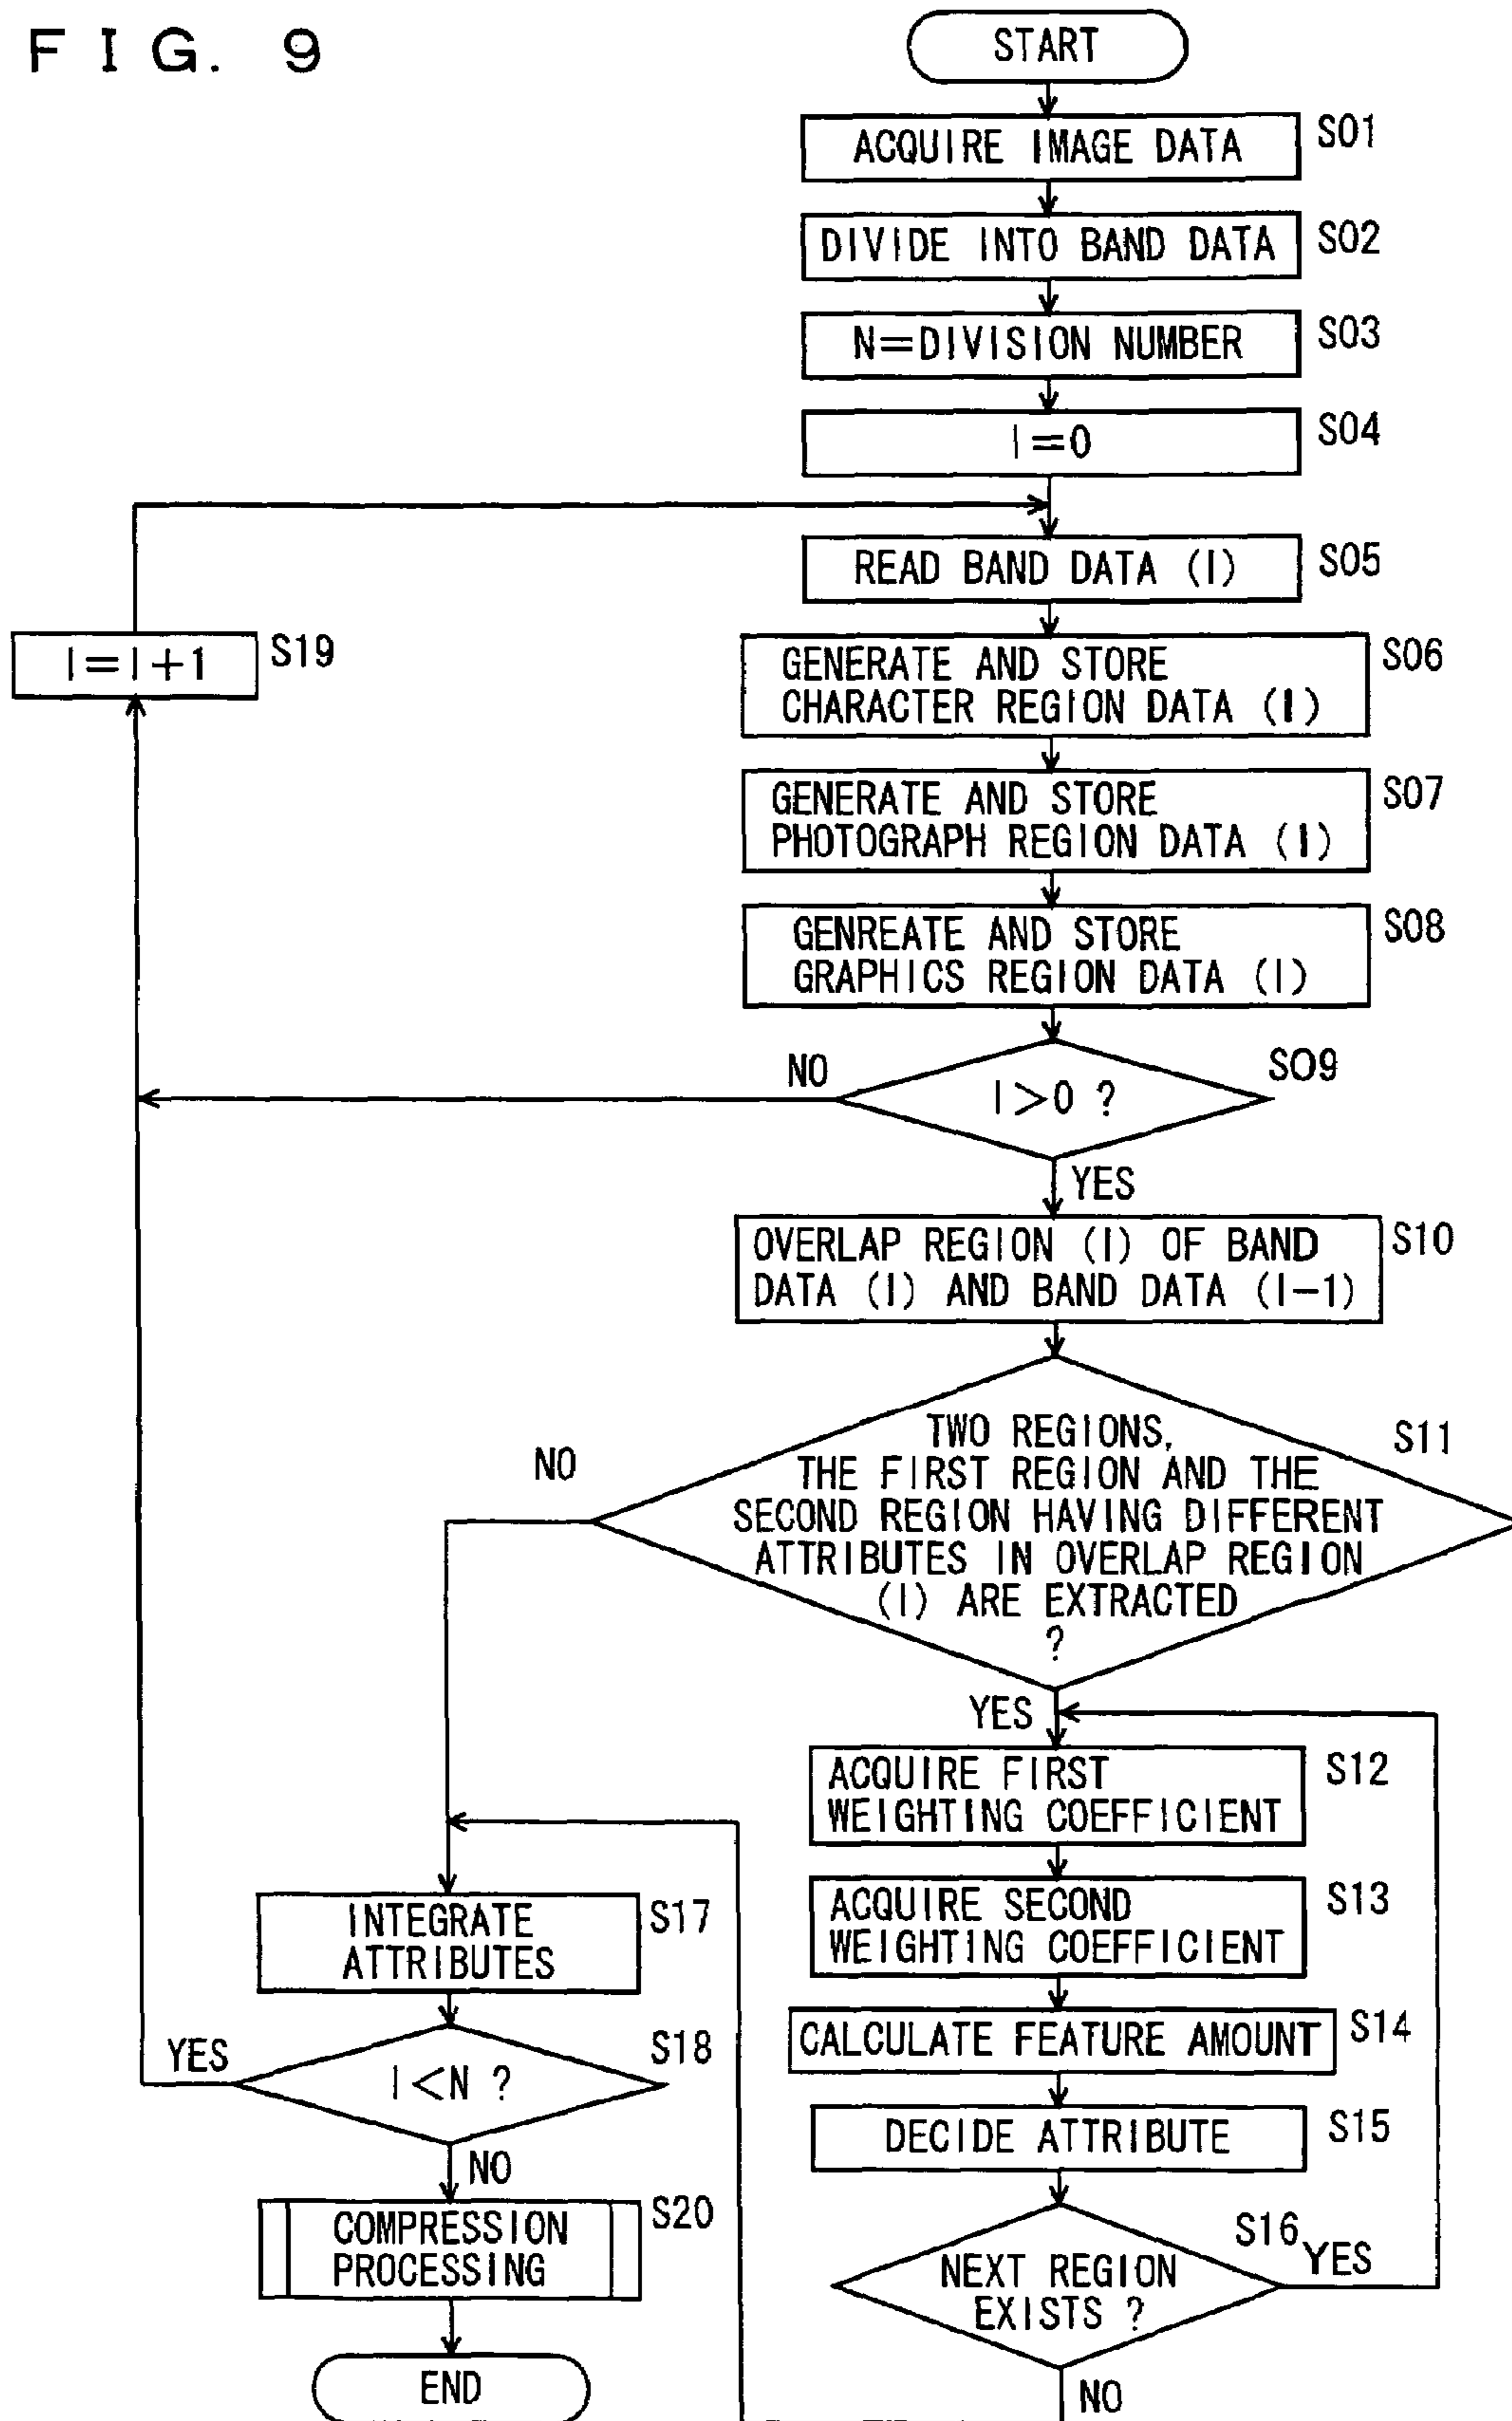 FIG. 9
START
ACQUIRE IMAGE DATA
S01
DIVIDE INTO BAND DATA
S02
N=DIVISION NUMBER
S03
I=0
S04
READ BAND DATA (I)
S05
I=I+1
S19
GENERATE AND STORE
CHARACTER REGION DATA (I)
S06
GENERATE AND STORE
PHOTOGRAPH REGION DATA (I)
S07
GENREATE AND STORE
GRAPHICS REGION DATA (I)
S08
NO
I>0 ?
S09
YES
OVERLAP REGION (I) OF BAND
DATA (I) AND BAND DATA (I-1)
S10
NO
TWO REGIONS,
THE FIRST REGION AND THE
SECOND REGION HAVING DIFFERENT
ATTRIBUTES IN OVERLAP REGION
(I) ARE EXTRACTED
?
S11
YES
ACQUIRE FIRST
WEIGHTING COEFFICIENT
S12
ACQUIRE SECOND
WEIGHTING COEFFICIENT
S13
CALCULATE FEATURE AMOUNT
S14
DECIDE ATTRIBUTE
S15
NEXT REGION
EXISTS ?
S16
YES
NO
INTEGRATE
ATTRIBUTES
S17
YES
I<N ?
S18
NO
COMPRESSION
PROCESSING
S20
END